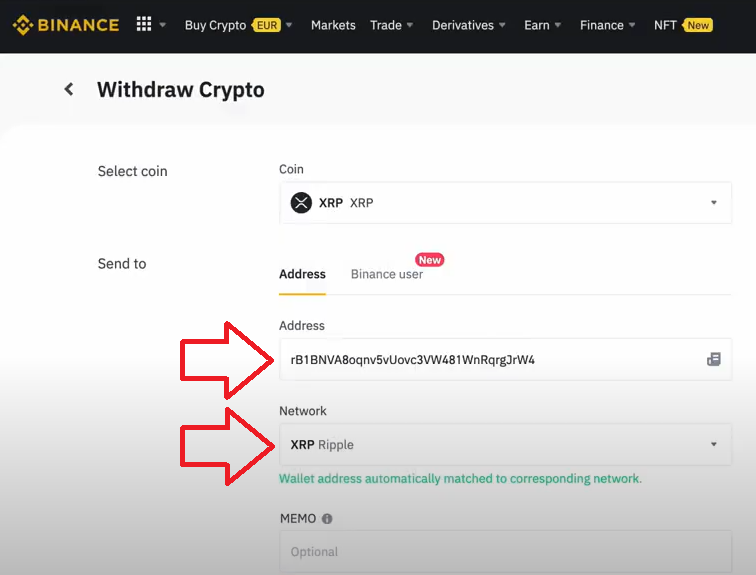 BINANCE Buy Crypto EUR Markets Trade Derivatives Earn Finance NFT New
Withdraw Crypto
Select coin
Coin
XRP XRP
Send to
New
Address Binance user
Address
rB1BNVA8oqnv5vUovc3VW481WnRqrgJrW4
Network
XRP Ripple
Wallet address automatically matched to corresponding network.
MEMO
Optional